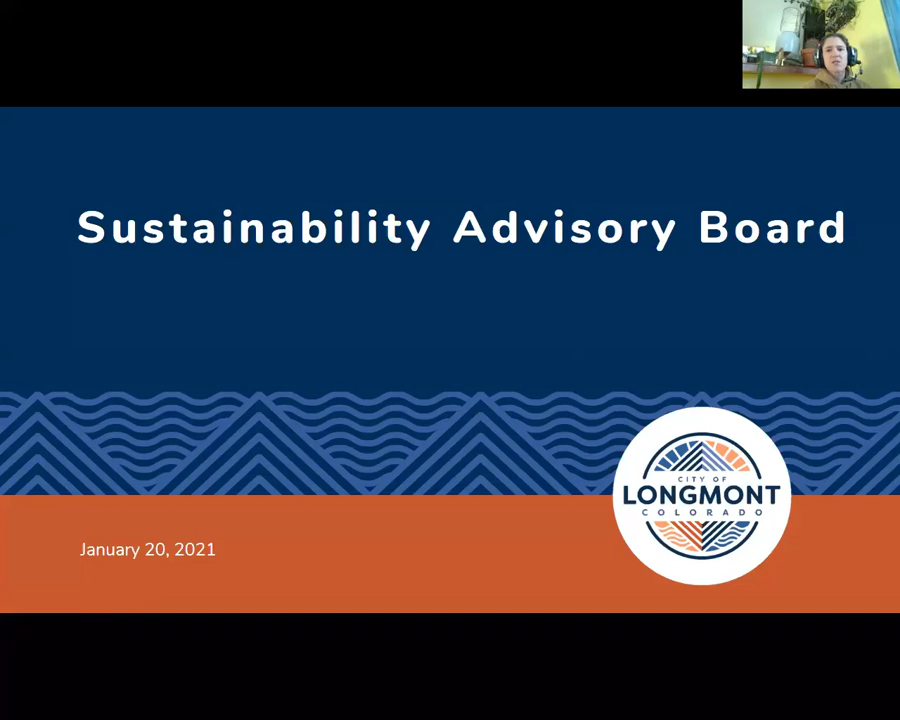 Sustainability Advisory Board
CITY OF
LONGMONT
COLORADO
January 20, 2021